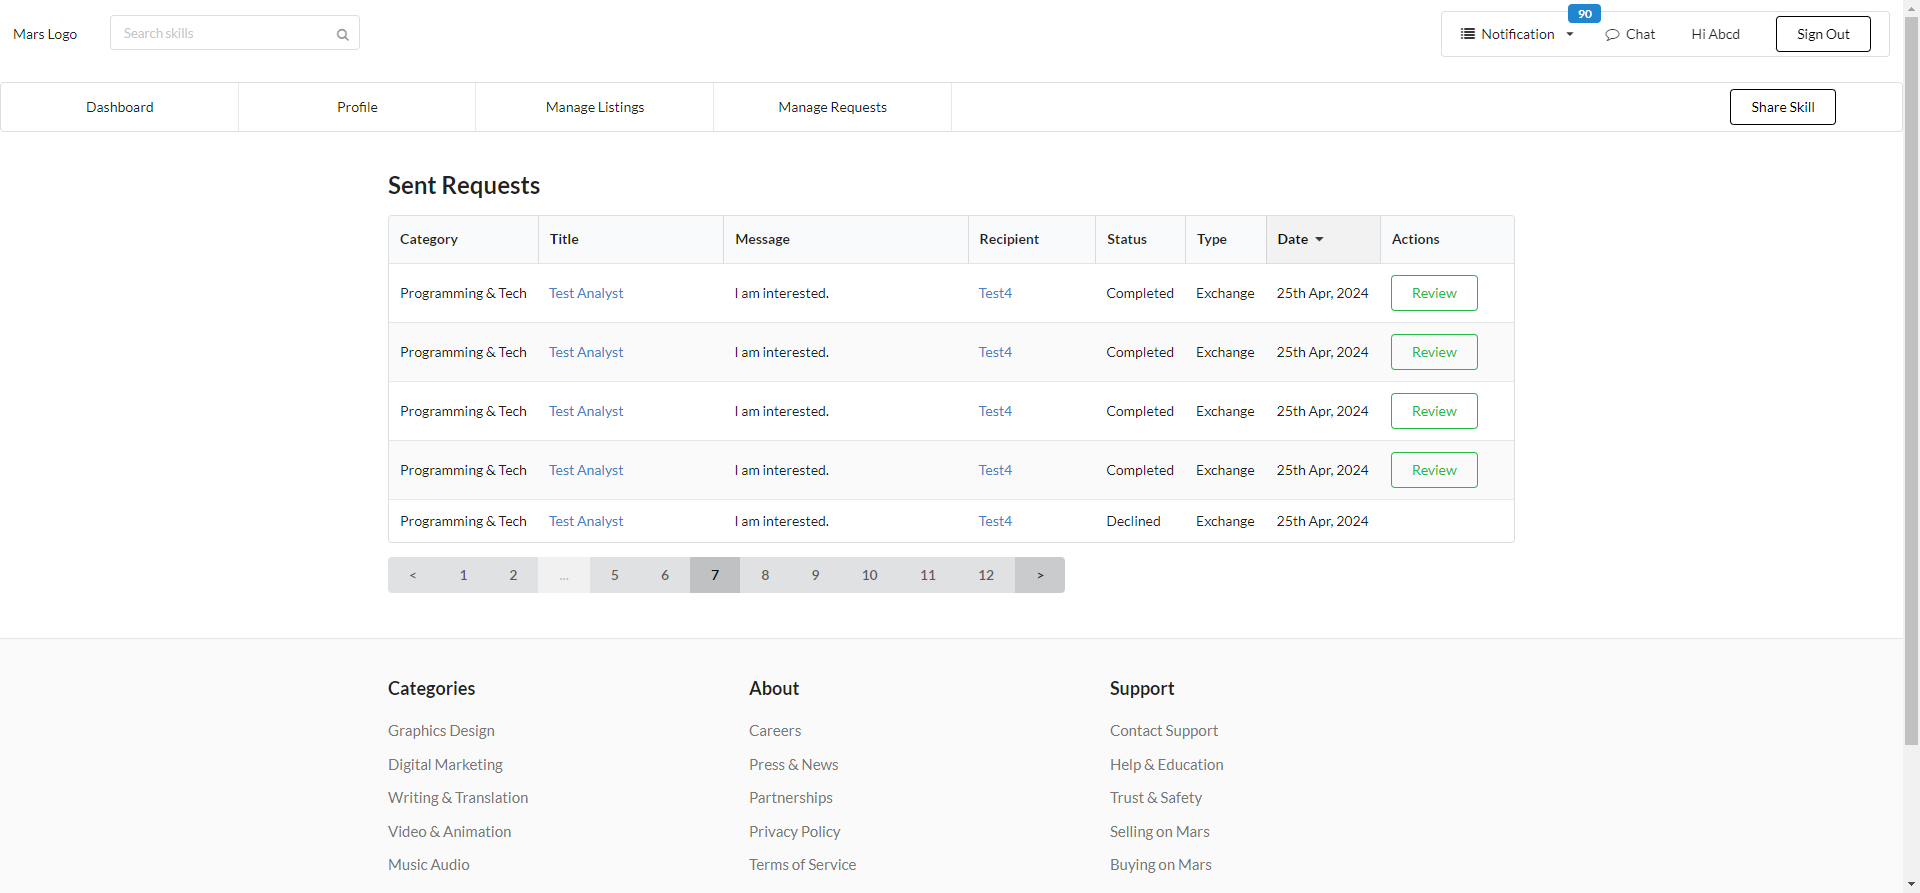 90
Mars Logo Search skills Notification Chat Hi Abcd Sign Out
Dashboard Profile Manage Listings Manage Requests Share Skill
Sent Requests
Category Title Message Recipient Status Type Date Actions
Programming & Tech Test Analyst I am interested. Test4 Completed Exchange 25th Apr, 2024 Review
Programming & Tech Test Analyst I am interested. Test4 Completed Exchange 25th Apr, 2024 Review
Programming & Tech Test Analyst I am interested. Test4 Completed Exchange 25th Apr, 2024 Review
Programming & Tech Test Analyst I am interested. Test4 Completed Exchange 25th Apr, 2024 Review
Programming & Tech Test Analyst I am interested. Test4 Declined Exchange 25th Apr, 2024
< 1 2 ... 5 6 7 8 9 10 11 12 >
Categories
Graphics Design
Digital Marketing
Writing & Translation
Video & Animation
Music Audio
About
Careers
Press & News
Partnerships
Privacy Policy
Terms of Service
Support
Contact Support
Help & Education
Trust & Safety
Selling on Mars
Buying on Mars